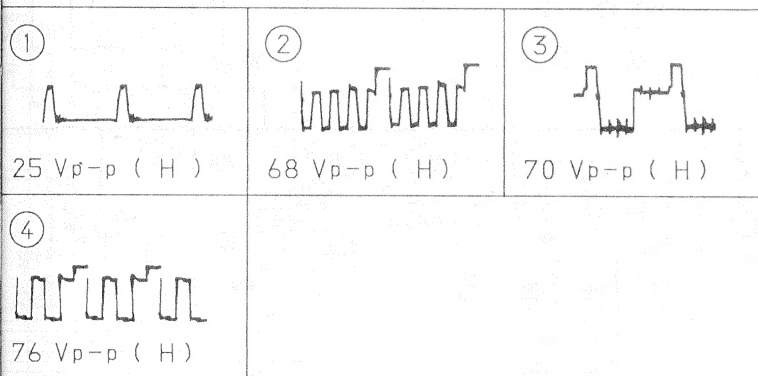 ① ② ③
25 Vp-p ( H ) 68 Vp-p ( H ) 70 Vp-p ( H )
④
76 Vp-p ( H )